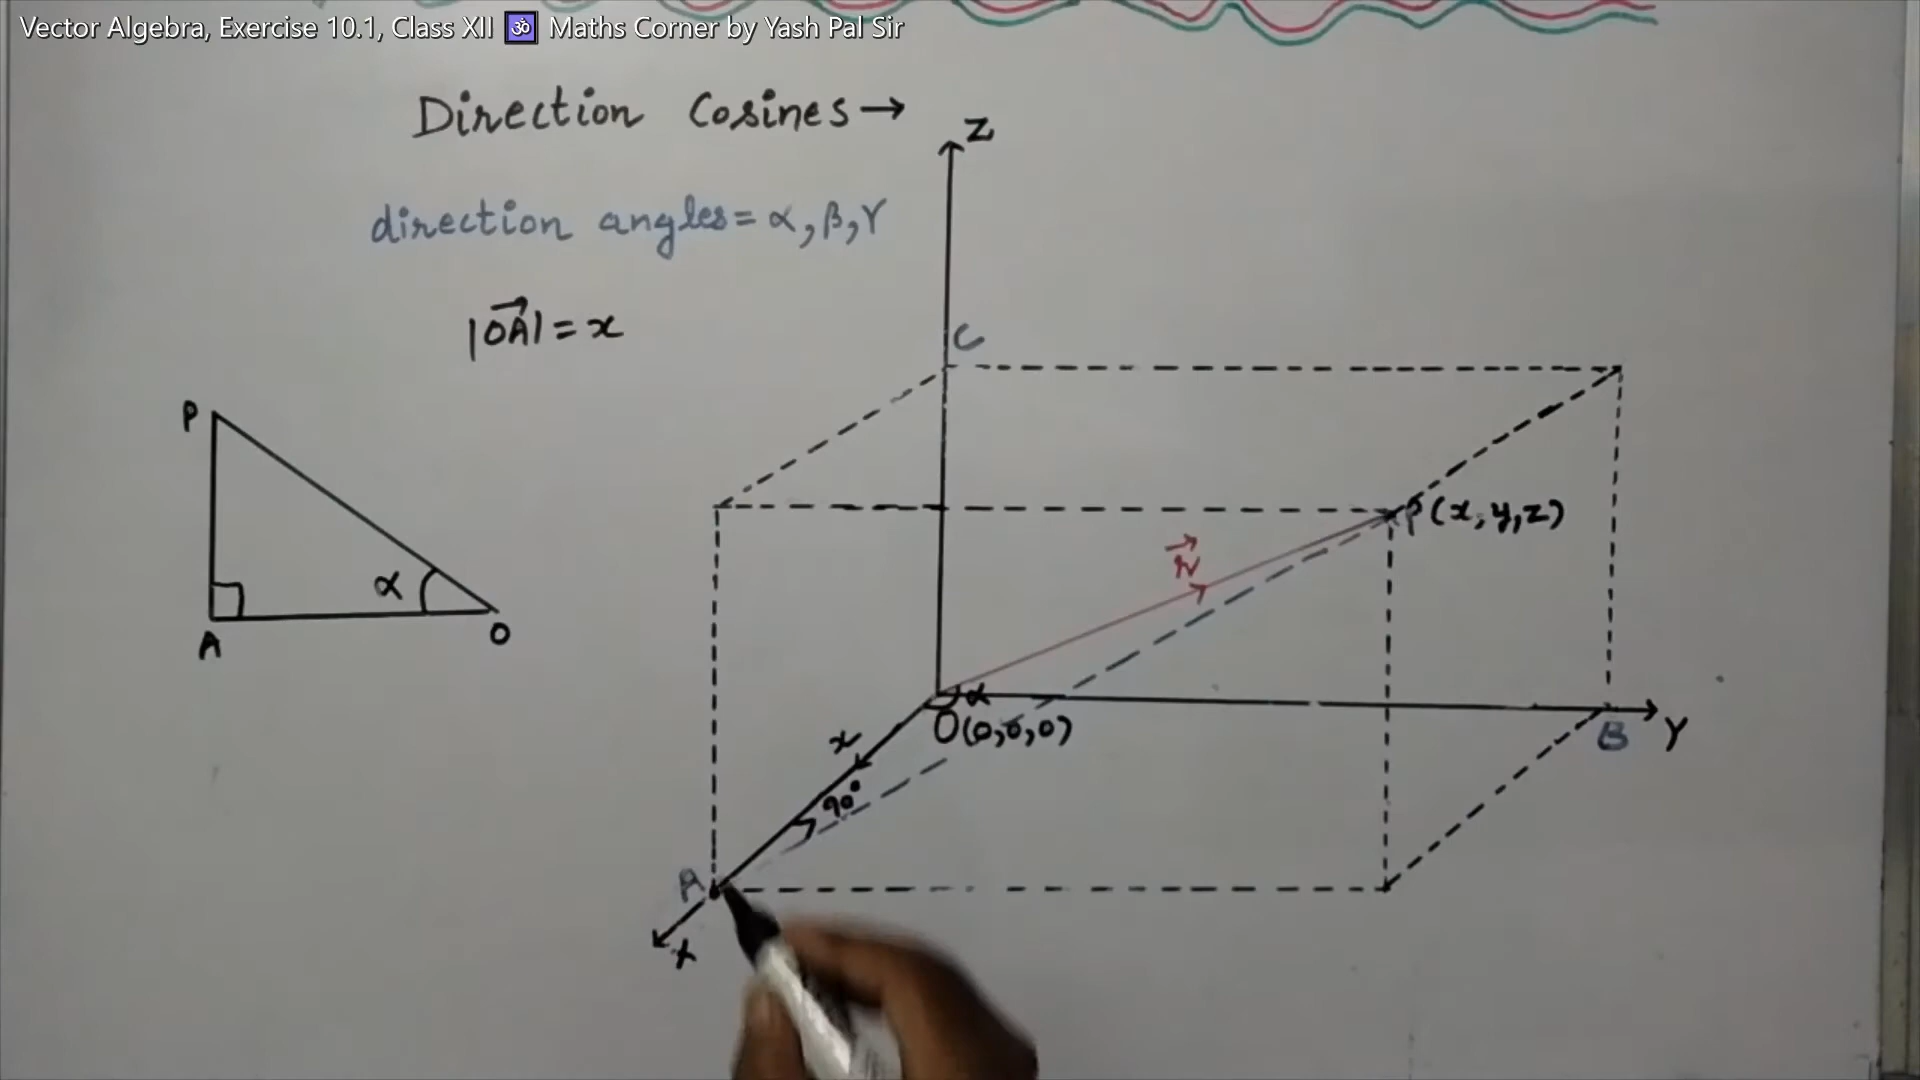 Vector Algebra, Exercise 10.1, Class XII 🕉 Maths Corner by Yash Pal Sir
Direction Cosines→
Z
direction angles = α, β, γ
|OA⃗| = x
C
P
P(x, y, z)
r⃗
α
α
O
A
O(0,0,0)
B
Y
x
90°
A
X